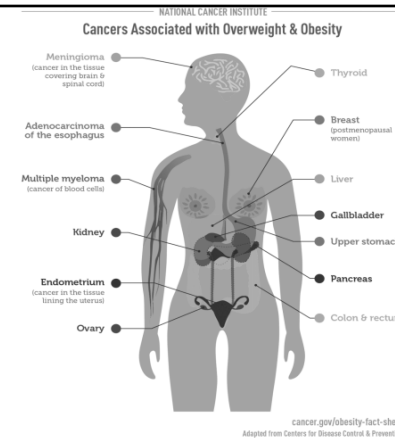 NATIONAL CANCER INSTITUTE
Cancers Associated with Overweight & Obesity
Meningioma
(cancer in the tissue
covering brain &
spinal cord)
Adenocarcinoma
of the esophagus
Multiple myeloma
(cancer of blood cells)
Kidney
Endometrium
(cancer in the tissue
lining the uterus)
Ovary
Thyroid
Breast
(postmenopausal
women)
Liver
Gallbladder
Upper stomac
Pancreas
Colon & rectu
cancer.gov/obesity-fact-she
Adapted from Centers for Disease Control & Preventi